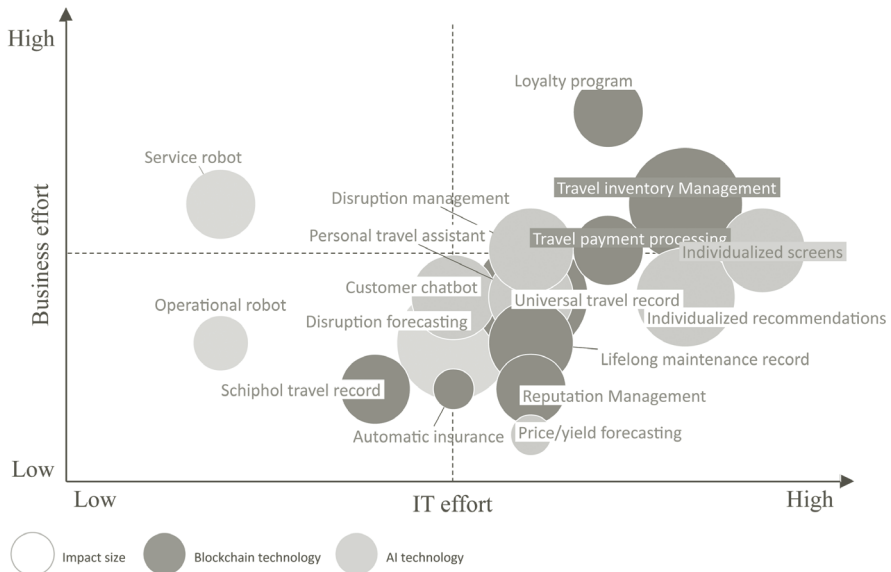 High
Loyalty program
Service robot
Travel inventory Management
Disruption management
Personal travel assistant
Travel payment processing
Individualized screens
Business effort
Customer chatbot
Universal travel record
Operational robot
Disruption forecasting
Individualized recommendations
Lifelong maintenance record
Schiphol travel record
Reputation Management
Automatic insurance
Price/yield forecasting
Low
Low
IT effort
High
Impact size
Blockchain technology
AI technology